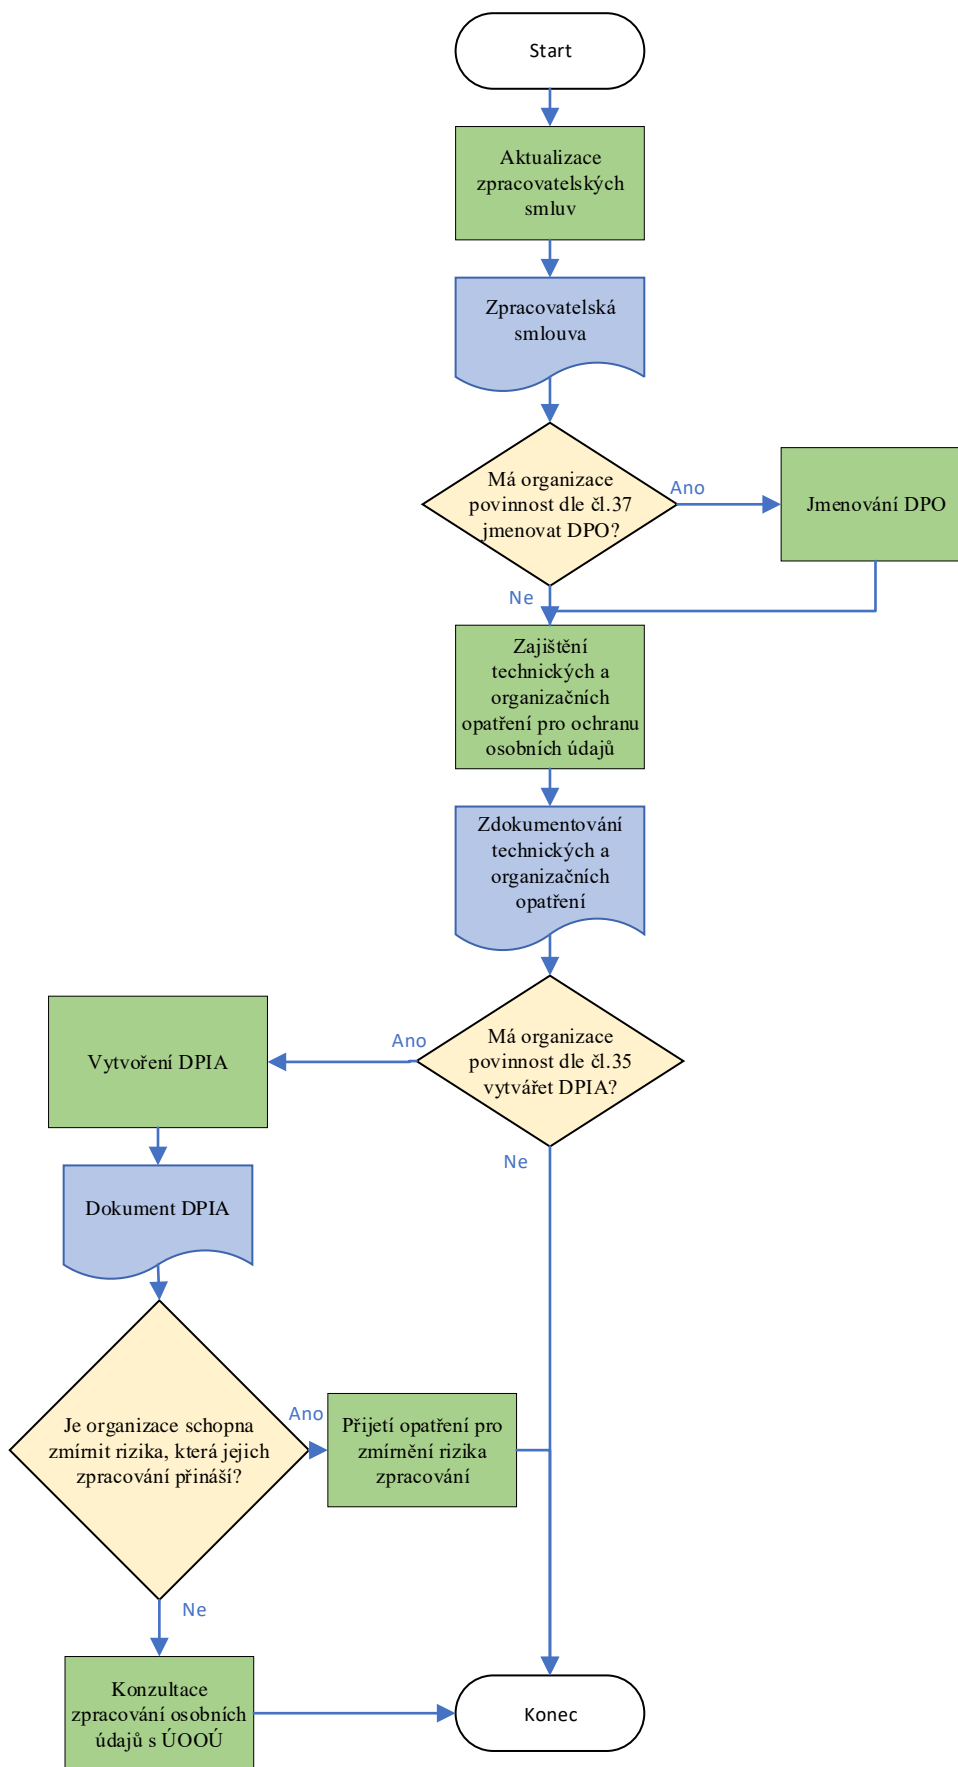 Start
Aktualizace
zpracovatelských
smluv
Zpracovatelská
smlouva
Má organizace
povinnost dle čl.37
jmenovat DPO?
Ano
Jmenování DPO
Ne
Zajištění
technických a
organizačních
opatření pro ochranu
osobních údajů
Zdokumentování
technických a
organizačních
opatření
Má organizace
povinnost dle čl.35
vytvářet DPIA?
Ano
Vytvoření DPIA
Ne
Dokument DPIA
Je organizace schopna
zmírnit rizika, která jejich
zpracování přináší?
Ano
Přijetí opatření pro
zmírnění rizika
zpracování
Ne
Konzultace
zpracování osobních
údajů s ÚOOÚ
Konec